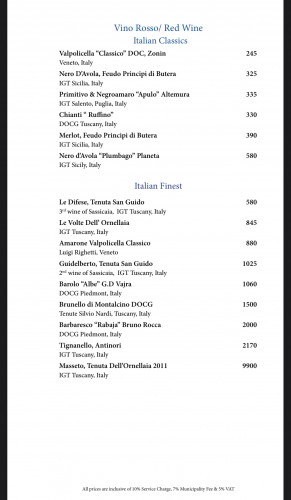 Vino Rosso/ Red Wine
Italian Classics
Valpolicella “Classico” DOC, Zonin 245
Veneto, Italy
Nero D’Avola, Feudo Principi di Butera 325
IGT Sicilia, Italy
Primitivo & Negroamaro “Apulo” Altemura 335
IGT Salento, Puglia, Italy
Chianti “ Ruffino” 330
DOCG Tuscany, Italy
Merlot, Feudo Principi di Butera 390
IGT Sicilia, Italy
Nero d’Avola “Plumbago” Planeta 580
IGT Sicily, Italy
Italian Finest
Le Difese, Tenuta San Guido 580
3rd wine of Sassicaia, IGT Tuscany, Italy
Le Volte Dell’ Ornellaia 845
IGT Tuscany, Italy
Amarone Valpolicella Classico 880
Luigi Righetti, Veneto
Guidelberto, Tenuta San Guido 1025
2nd wine of Sassicaia, IGT Tuscany, Italy
Barolo “Albe” G.D Vajra 1060
DOCG Piedmont, Italy
Brunello di Montalcino DOCG 1500
Tenute Silvio Nardi, Tuscany, Italy
Barbaresco “Rabaja” Bruno Rocca 2000
DOCG Piedmont, Italy
Tignanello, Antinori 2170
IGT Tuscany, Italy
Masseto, Tenuta Dell’Ornellaia 2011 9900
IGT Tuscany, Italy
All prices are inclusive of 10% Service Charge, 7% Municipality Fee & 5% VAT